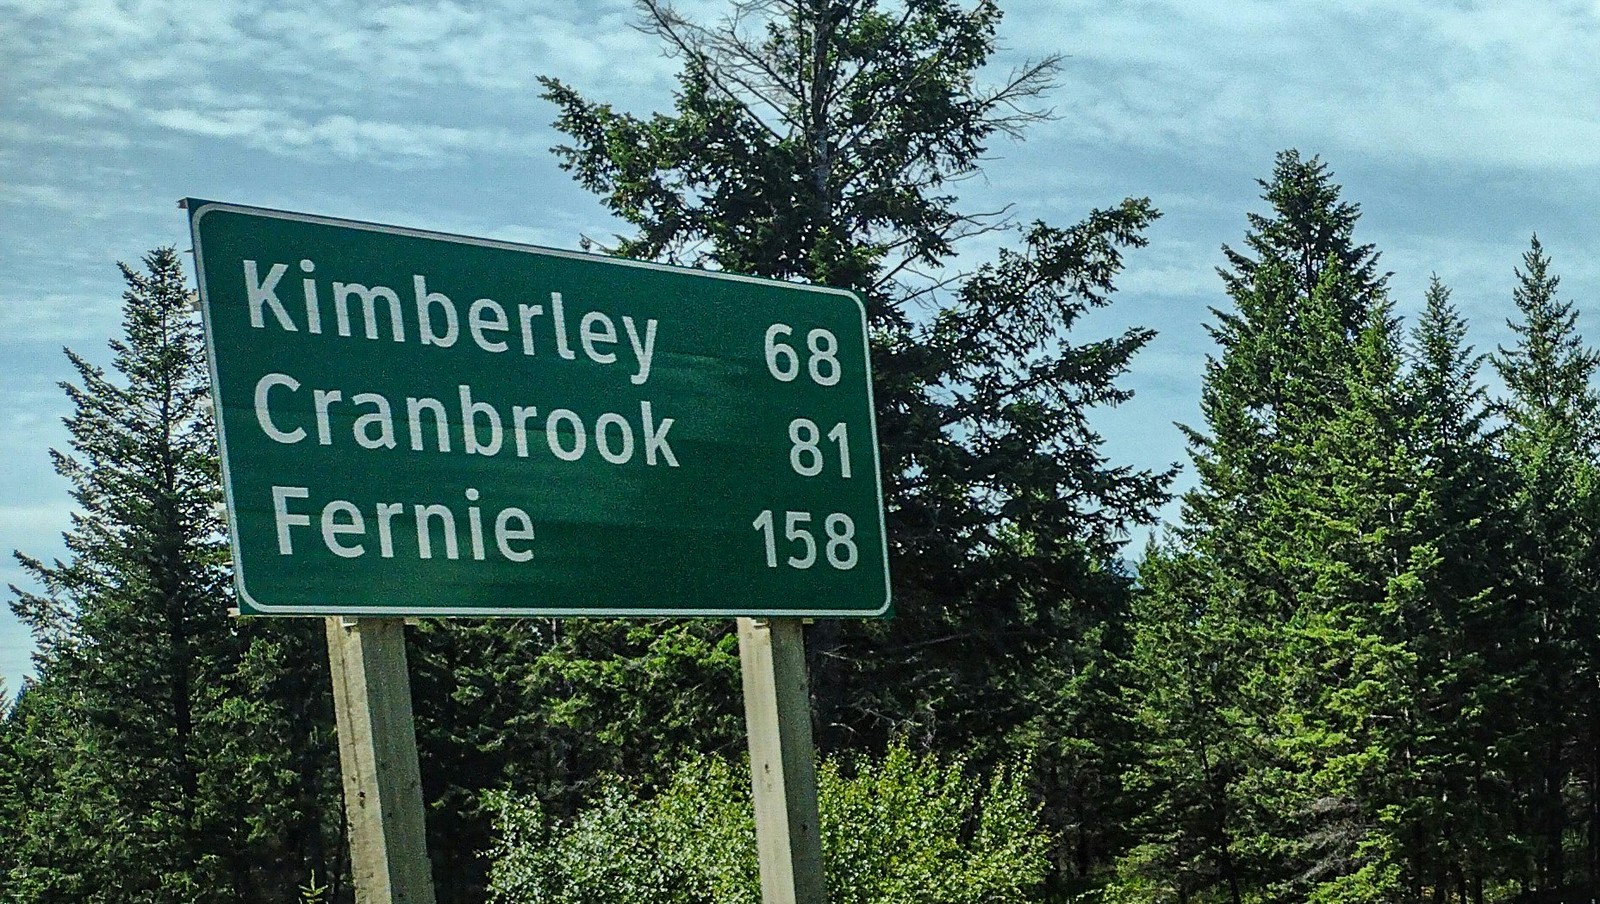 Kimberley 68
Cranbrook 81
Fernie 158